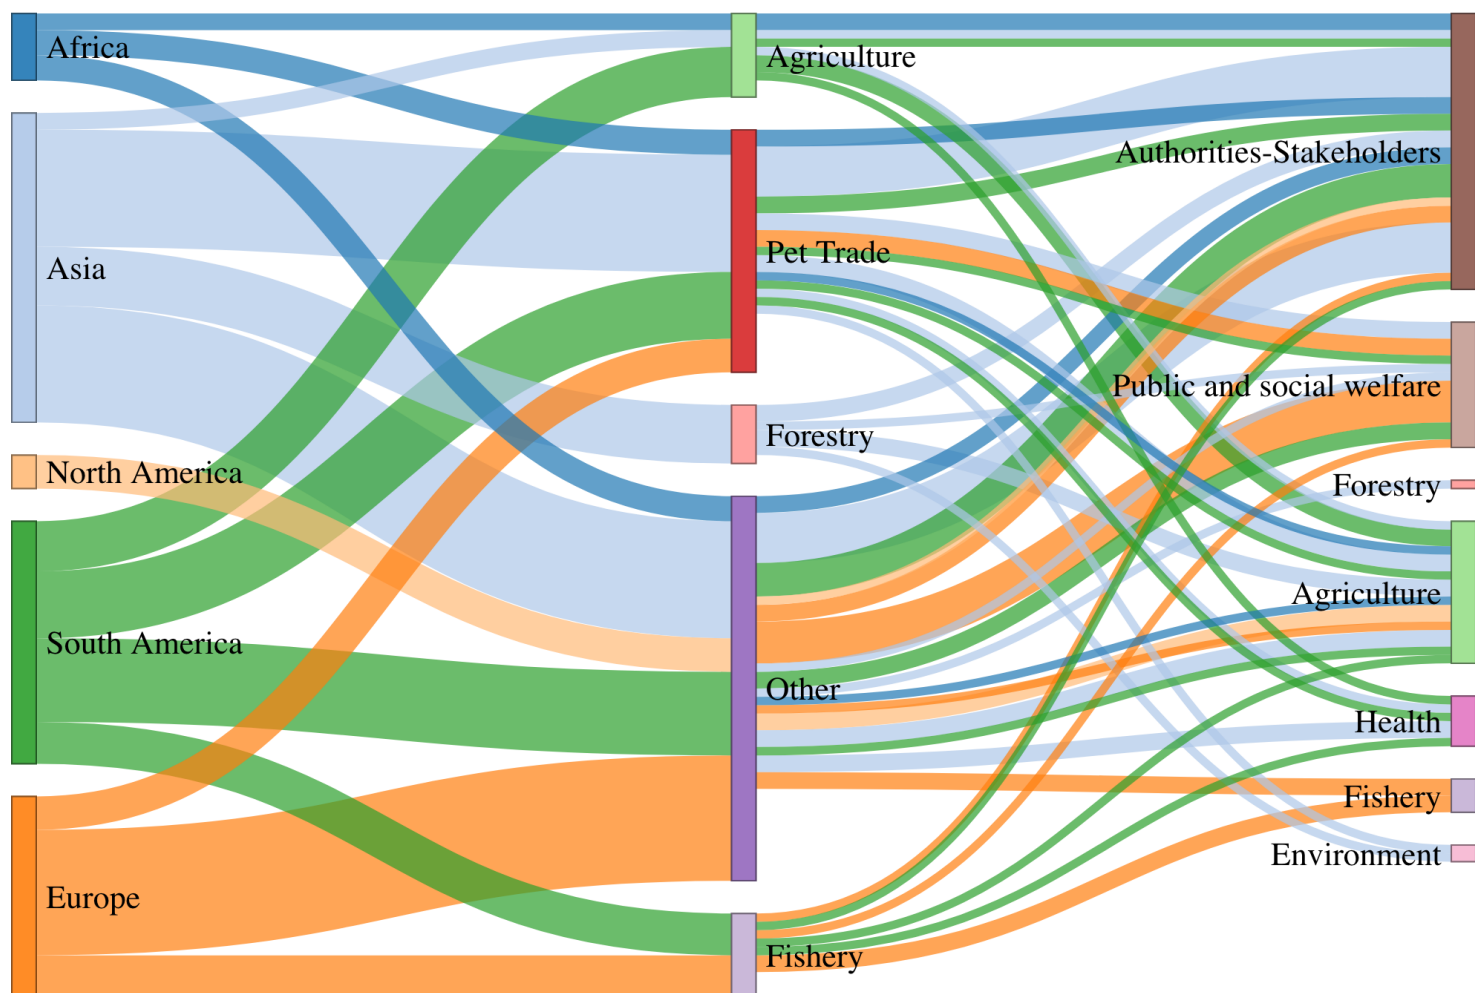 Africa
Asia
North America
South America
Europe
Agriculture
Pet Trade
Forestry
Other
Fishery
Authorities-Stakeholders
Public and social welfare
Forestry
Agriculture
Health
Fishery
Environment